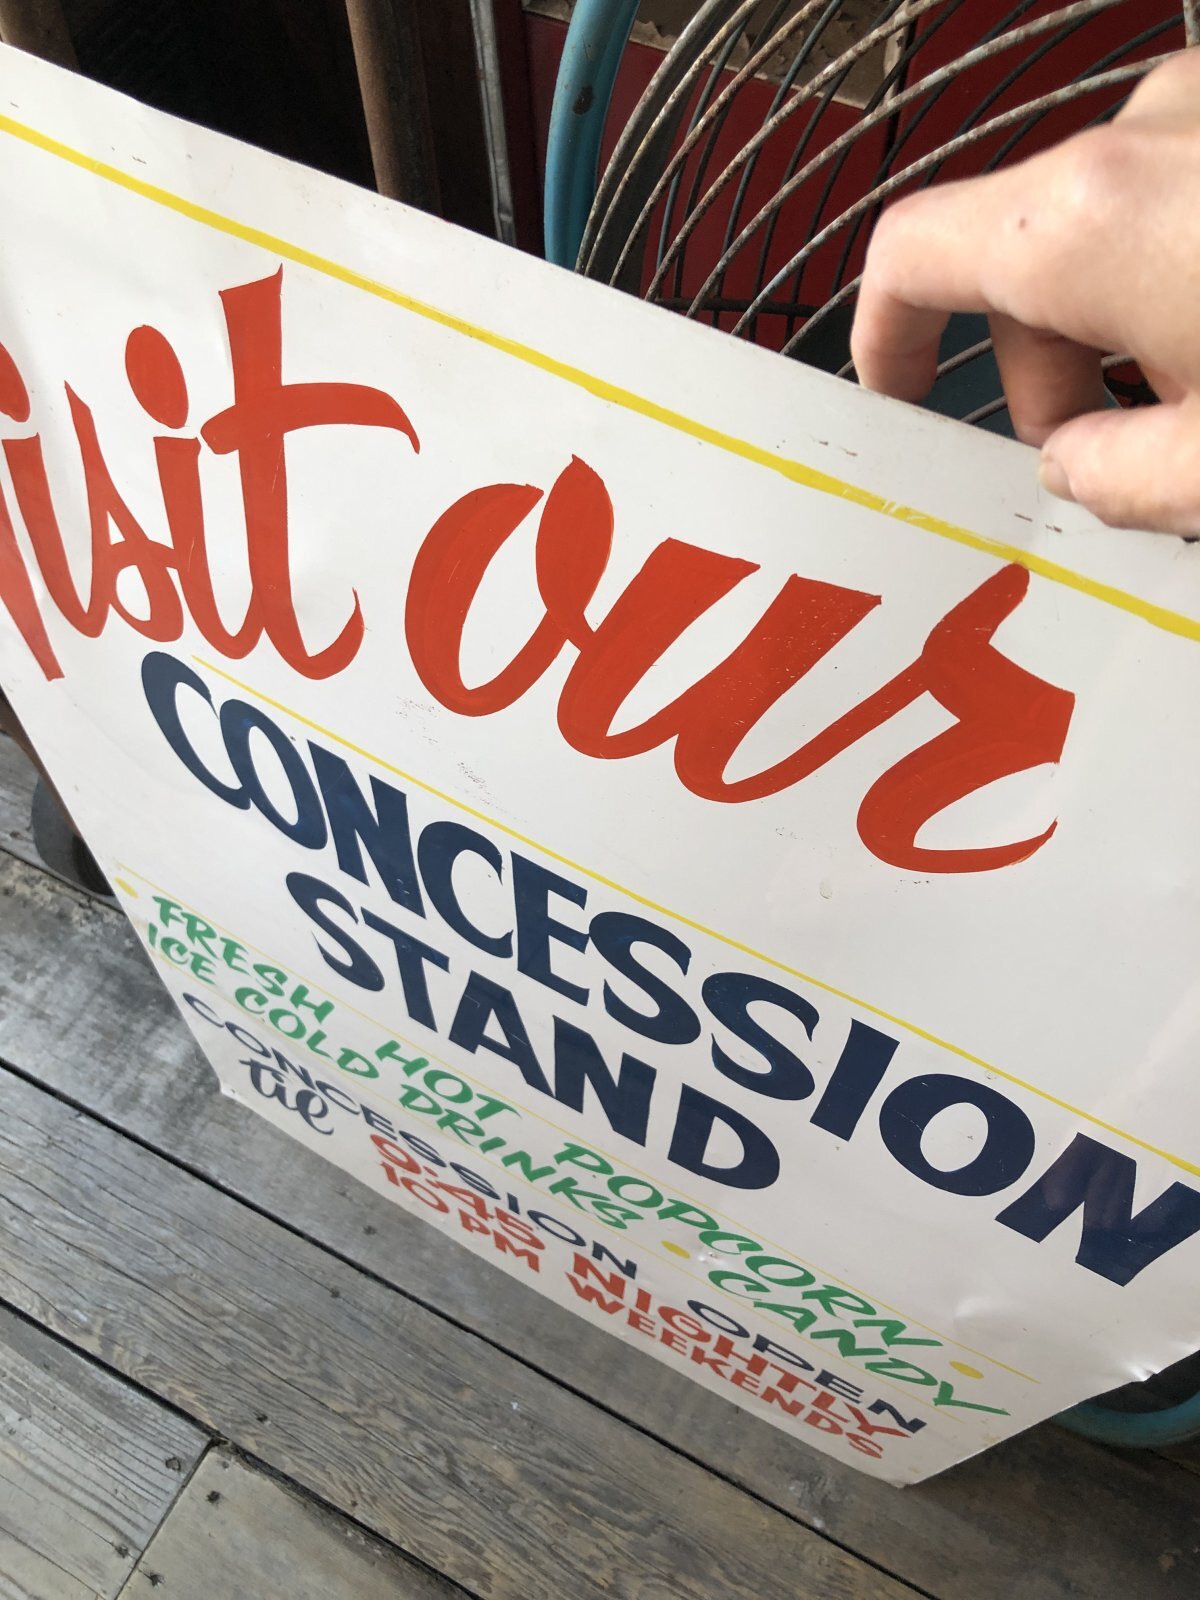 Visit our
CONCESSION
STAND
FRESH HOT POPCORN
ICE COLD DRINKS • CANDY
CONCESSION OPEN
til 9:45 NIGHTLY
10 PM WEEKENDS